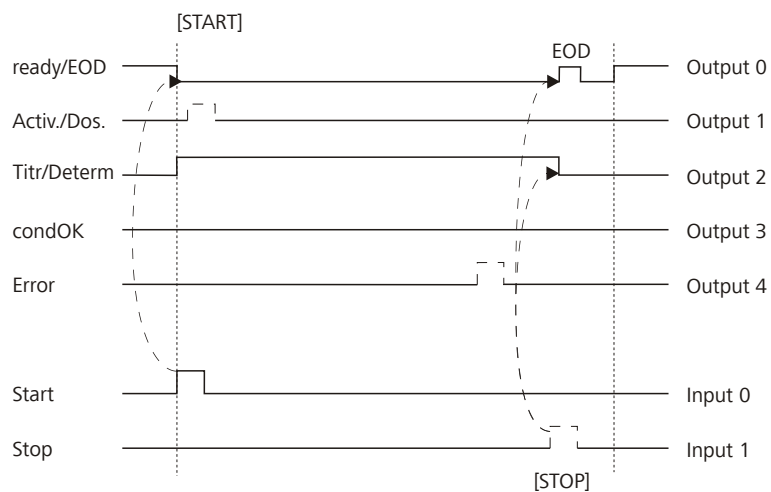 [START]
EOD
ready/EOD Output 0
Activ./Dos. Output 1
Titr/Determ Output 2
condOK Output 3
Error Output 4
Start Input 0
Stop Input 1
[STOP]